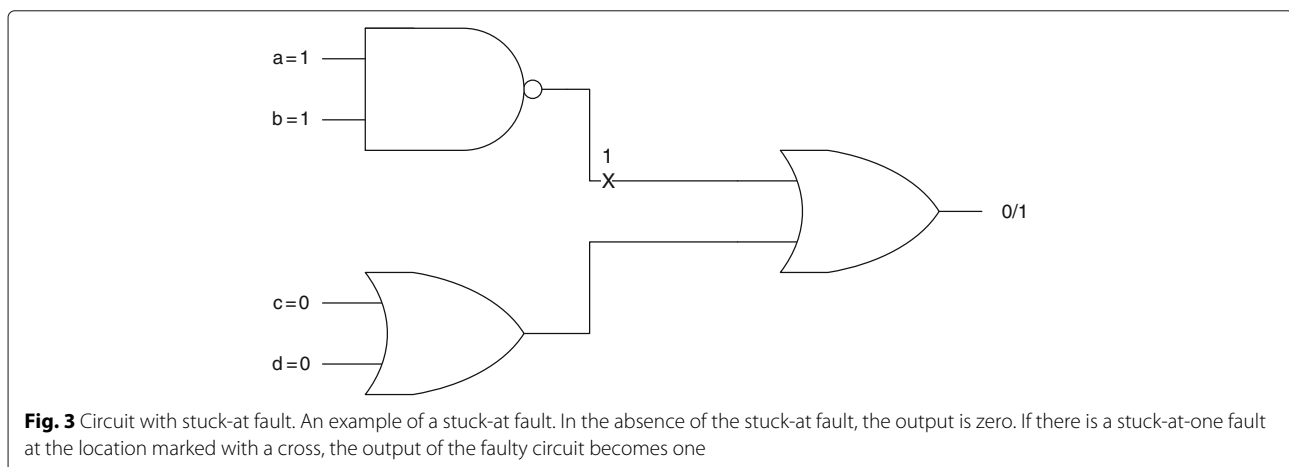 a=1
b=1
1
X
0/1
c=0
d=0
Fig. 3 Circuit with stuck-at fault. An example of a stuck-at fault. In the absence of the stuck-at fault, the output is zero. If there is a stuck-at-one fault
at the location marked with a cross, the output of the faulty circuit becomes one